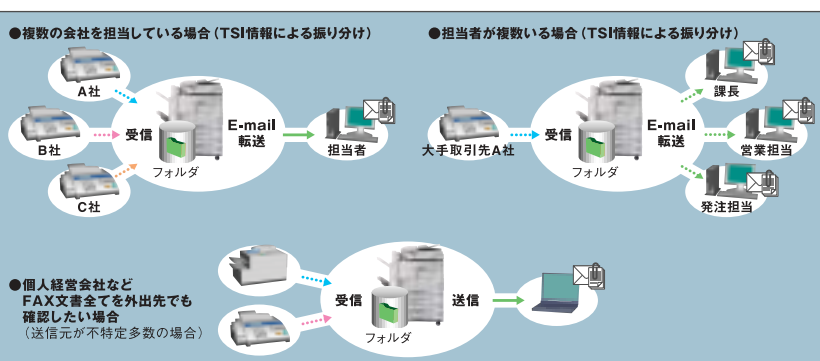 ●複数の会社を担当している場合（TSI情報による振り分け）
A社
B社
C社
受信
フォルダ
E-mail
転送
担当者
●担当者が複数いる場合（TSI情報による振り分け）
大手取引先A社
受信
フォルダ
E-mail
転送
課長
営業担当
発注担当
●個人経営会社など
FAX文書全てを外出先でも
確認したい場合
（送信元が不特定多数の場合）
受信
フォルダ
送信